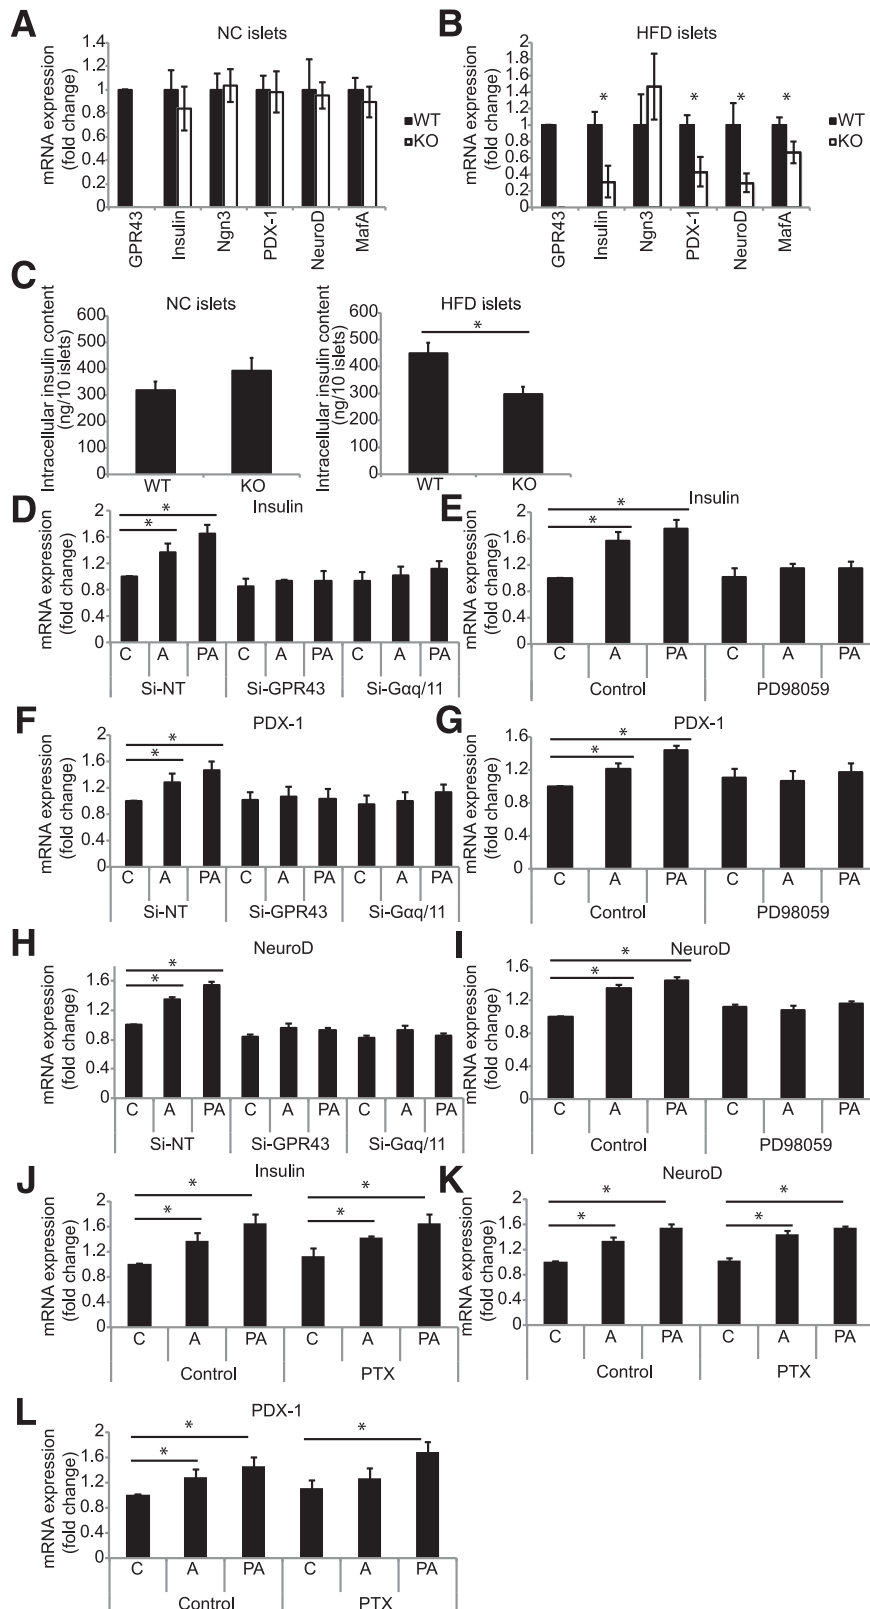 A
NC islets
mRNA expression
(fold change)
1.4
1.2
1
0.8
0.6
0.4
0.2
0
GPR43
Insulin
Ngn3
PDX-1
NeuroD
MafA
WT
KO
B
HFD islets
mRNA expression
(fold change)
2
1.8
1.6
1.4
1.2
1
0.8
0.6
0.4
0.2
0
* * * *
GPR43
Insulin
Ngn3
PDX-1
NeuroD
MafA
WT
KO
C
NC islets
Intracellular insulin content
(ng/10 islets)
600
500
400
300
200
100
0
WT KO
HFD islets
Intracellular insulin content
(ng/10 islets)
600
500
400
300
200
100
0
*
WT KO
D
Insulin
mRNA expression
(fold change)
2
1.6
1.2
0.8
0.4
0
*
*
C A PA C A PA C A PA
Si-NT Si-GPR43 Si-Gαq/11
E
Insulin
mRNA expression
(fold change)
2
1.6
1.2
0.8
0.4
0
*
*
C A PA C A PA
Control PD98059
F
PDX-1
mRNA expression
(fold change)
2
1.6
1.2
0.8
0.4
0
*
*
C A PA C A PA C A PA
Si-NT Si-GPR43 Si-Gαq/11
G
PDX-1
mRNA expression
(fold change)
1.6
1.2
0.8
0.4
0
*
*
C A PA C A PA
Control PD98059
H
NeuroD
mRNA expression
(fold change)
1.6
1.2
0.8
0.4
0
*
*
C A PA C A PA C A PA
Si-NT Si-GPR43 Si-Gαq/11
I
NeuroD
mRNA expression
(fold change)
1.6
1.2
0.8
0.4
0
*
*
C A PA C A PA
Control PD98059
J
Insulin
mRNA expression
(fold change)
2
1.6
1.2
0.8
0.4
0
* *
* *
C A PA C A PA
Control PTX
K
NeuroD
mRNA expression
(fold change)
2
1.6
1.2
0.8
0.4
0
* *
* *
C A PA C A PA
Control PTX
L
PDX-1
mRNA expression
(fold change)
2
1.6
1.2
0.8
0.4
0
* *
*
C A PA C A PA
Control PTX